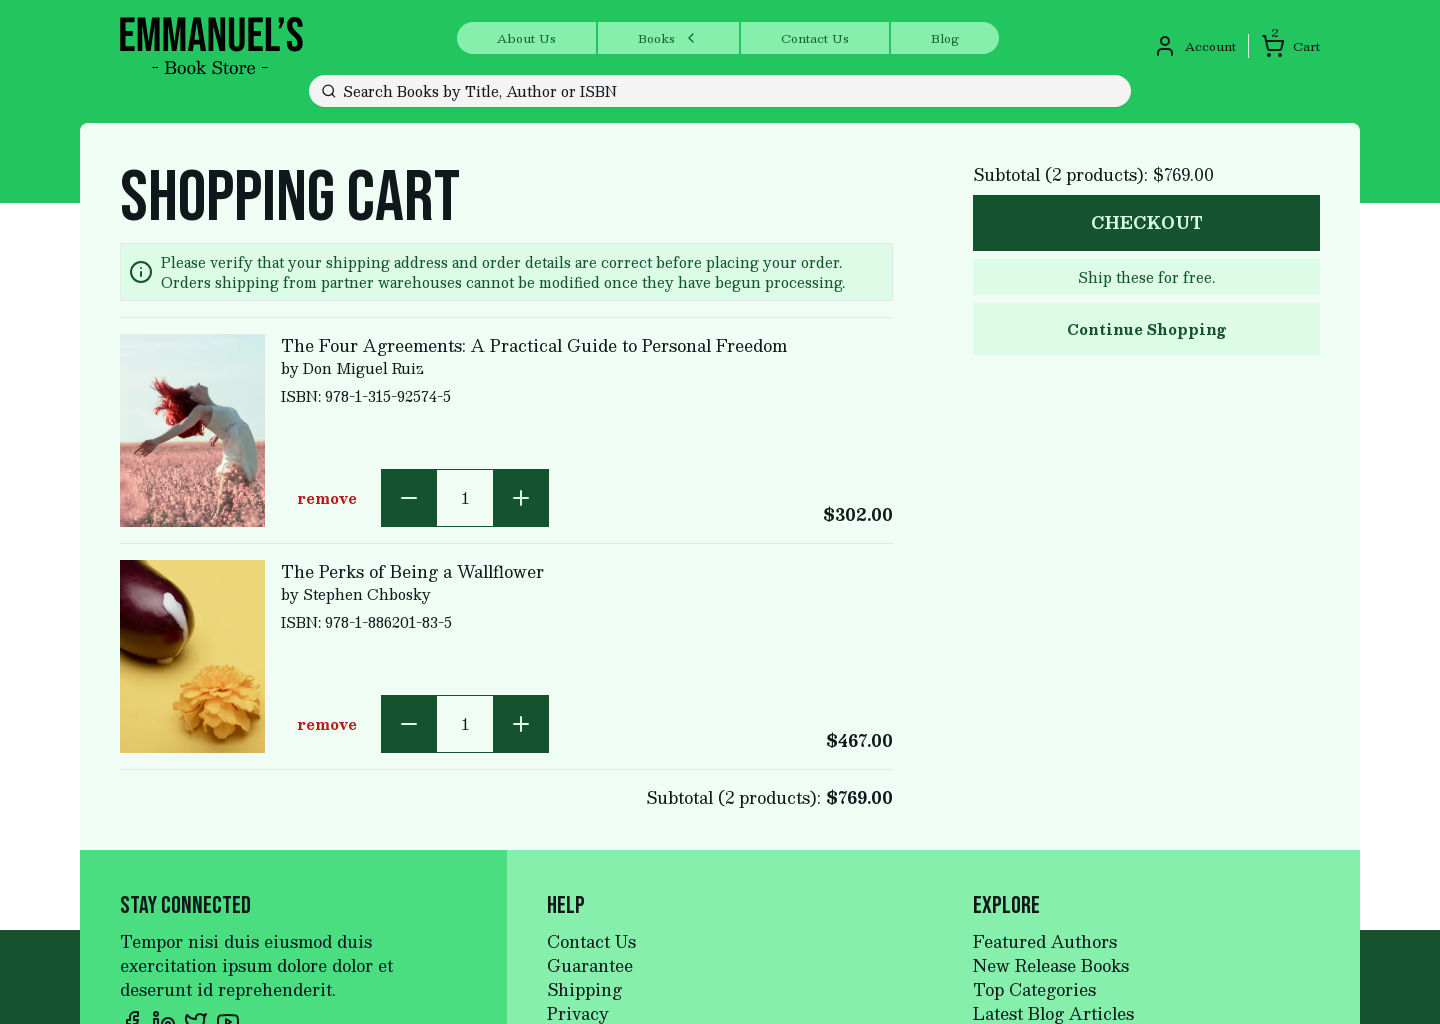 EMMANUEL'S
- Book Store -
About Us
Books
Contact Us
Blog
Account
2
Cart
Search Books by Title, Author or ISBN
SHOPPING CART
Please verify that your shipping address and order details are correct before placing your order.
Orders shipping from partner warehouses cannot be modified once they have begun processing.
The Four Agreements: A Practical Guide to Personal Freedom
by Don Miguel Ruiz
ISBN: 978-1-315-92574-5
remove
1
$302.00
The Perks of Being a Wallflower
by Stephen Chbosky
ISBN: 978-1-886201-83-5
remove
1
$467.00
Subtotal (2 products): $769.00
Subtotal (2 products): $769.00
CHECKOUT
Ship these for free.
Continue Shopping
STAY CONNECTED
Tempor nisi duis eiusmod duis
exercitation ipsum dolore dolor et
deserunt id reprehenderit.
HELP
Contact Us
Guarantee
Shipping
Privacy
EXPLORE
Featured Authors
New Release Books
Top Categories
Latest Blog Articles